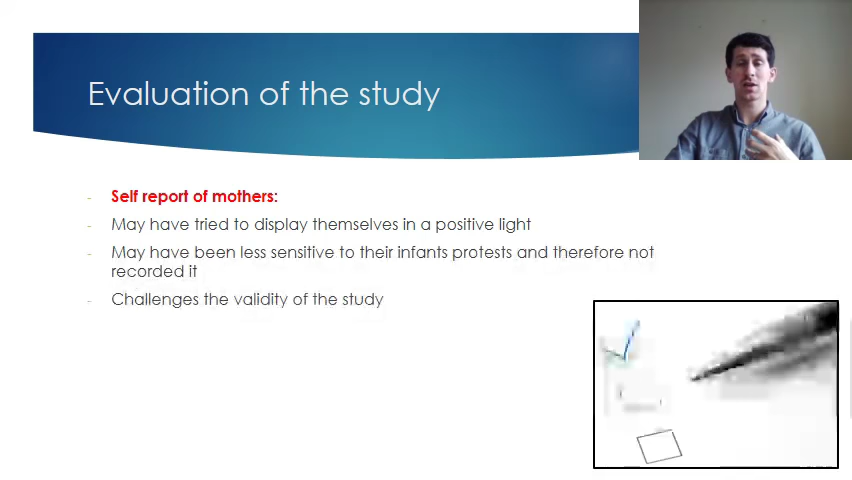 Evaluation of the study
- Self report of mothers:
- May have tried to display themselves in a positive light
- May have been less sensitive to their infants protests and therefore not
recorded it
- Challenges the validity of the study